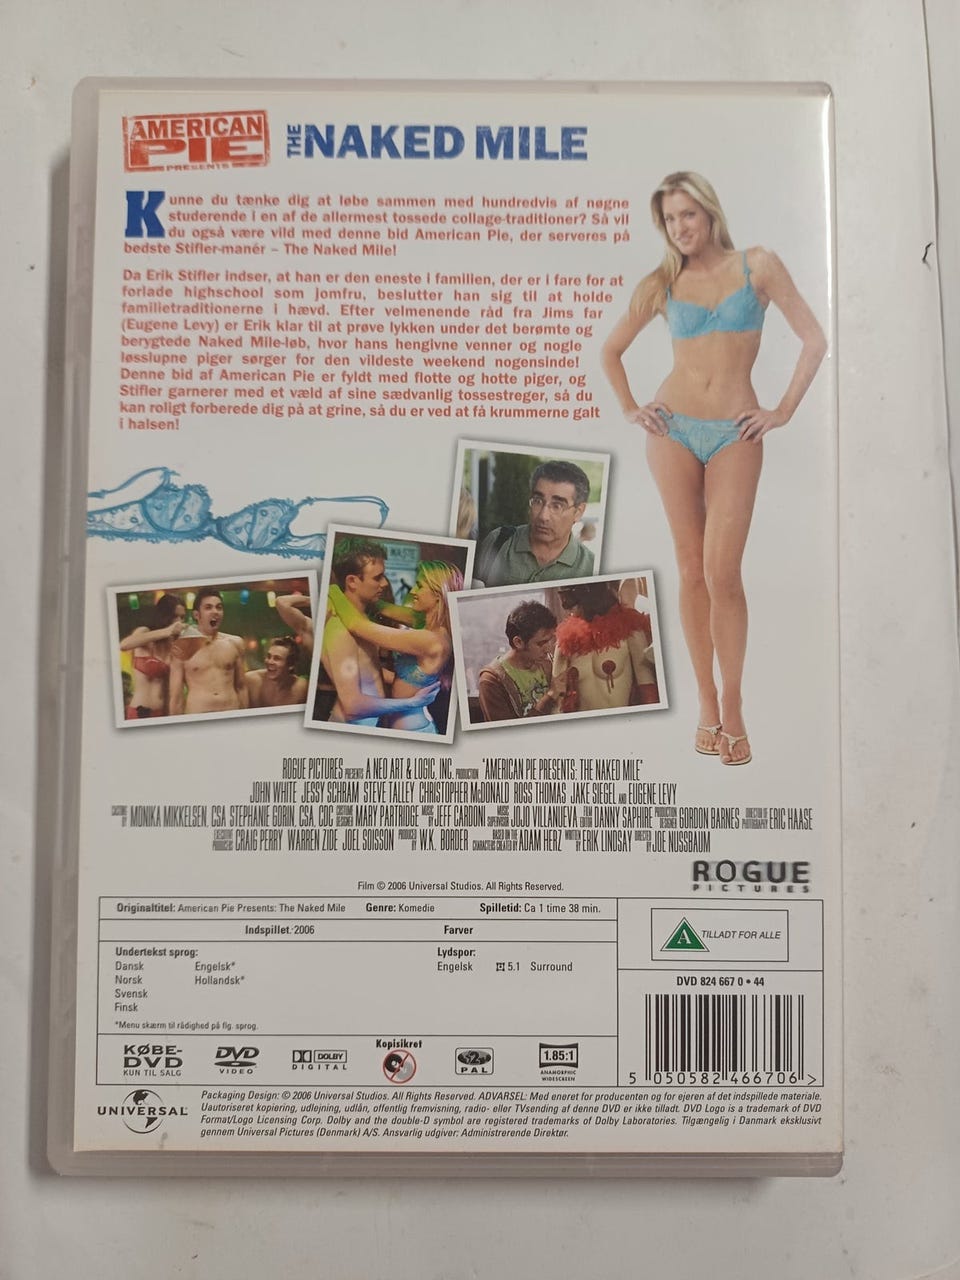 AMERICAN
PIE
PRESENTS
THE NAKED MILE
Kunne du tænke dig at løbe sammen med hundredvis af nøgne
studerende i en af de allermest tossede collage-traditioner? Så vil
du også være vild med denne bid American Pie, der serveres på
bedste Stifler-manér – The Naked Mile!
Da Erik Stifler indser, at han er den eneste i familien, der er i fare for at
forlade highschool som jomfru, beslutter han sig til at holde
familietraditionerne i hævd. Efter velmenende råd fra Jims far
(Eugene Levy) er Erik klar til at prøve lykken under det berømte og
berygtede Naked Mile-løb, hvor hans hengivne venner og nogle
løsslupne piger sørger for den vildeste weekend nogensinde!
Denne bid af American Pie er fyldt med flotte og hotte piger, og
Stifler garnerer med et væld af sine sædvanlig tossestreger, så du
kan roligt forberede dig på at grine, så du er ved at få krummerne galt
i halsen!
ROGUE PICTURES PRESENTS A NEO ART & LOGIC, INC. PRODUCTION "AMERICAN PIE PRESENTS: THE NAKED MILE"
JOHN WHITE JESSY SCHRAM STEVE TALLEY CHRISTOPHER McDONALD ROSS THOMAS JAKE SIEGEL AND EUGENE LEVY
CASTING BY MONIKA MIKKELSEN, CSA STEPHANIE GORIN, CSA, CDC COSTUME DESIGNER MARY PARTRIDGE MUSIC BY JEFF CARDONI MUSIC SUPERVISOR JOJO VILLANUEVA FILM EDITOR DANNY SAPHIRE PRODUCTION DESIGNER GORDON BARNES DIRECTOR OF PHOTOGRAPHY ERIC HAASE
EXECUTIVE PRODUCERS CRAIG PERRY WARREN ZIDE JOEL SOISSON PRODUCED BY W.K. BORDER BASED ON THE CHARACTERS CREATED BY ADAM HERZ WRITTEN BY ERIK LINDSAY DIRECTED BY JOE NUSSBAUM
ROGUE
PICTURES
Film © 2006 Universal Studios. All Rights Reserved.
Originaltitel: American Pie Presents: The Naked Mile Genre: Komedie Spilletid: Ca 1 time 38 min.
Indspillet: 2006 Farver
Undertekst sprog: Lydspor:
Dansk Engelsk* Engelsk 5.1 Surround
Norsk Hollandsk*
Svensk
Finsk
*Menu skærm til rådighed på flg. sprog.
A TILLADT FOR ALLE
DVD 824 667 0 • 44
5 050582 466706 >
KØBE-
DVD
KUN TIL SALG
DVD
VIDEO
DOLBY
DIGITAL
Kopisikret
2
PAL
1.85:1
ANAMORPHIC
WIDESCREEN
UNIVERSAL
Packaging Design: © 2006 Universal Studios. All Rights Reserved. ADVARSEL: Med eneret for producenten og for ejeren af det indspillede materiale.
Uautoriseret kopiering, udlejning, udlån, offentlig fremvisning, radio- eller TVsending af denne DVD er ikke tilladt. DVD Logo is a trademark of DVD
Format/Logo Licensing Corp. Dolby and the double-D symbol are registered trademarks of Dolby Laboratories. Tilgængelig i Danmark eksklusivt
gennem Universal Pictures (Denmark) A/S. Ansvarlig udgiver: Administrerende Direktør.